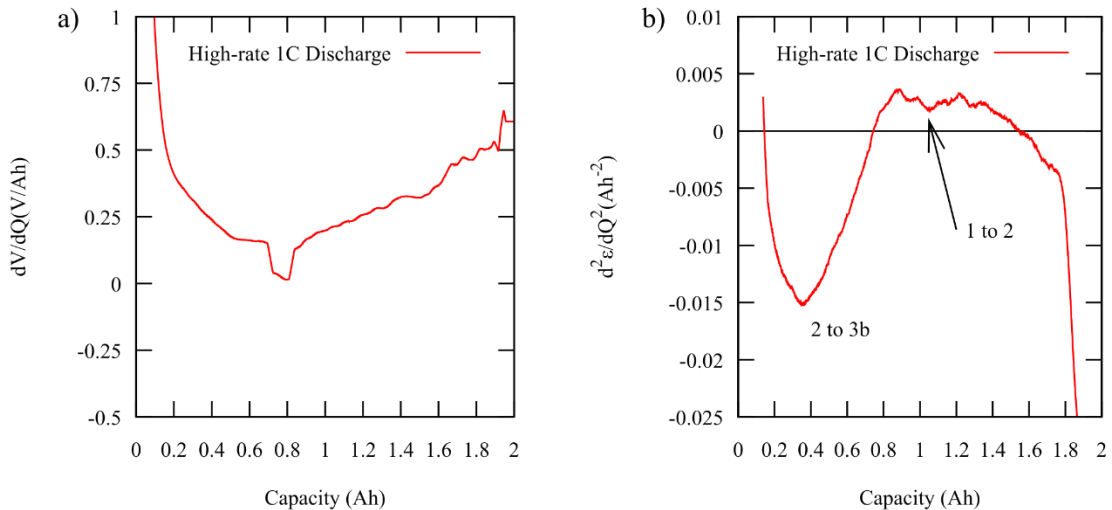 a)
High-rate 1C Discharge
dV/dQ(V/Ah)
1
0.75
0.5
0.25
0
-0.25
-0.5
0 0.2 0.4 0.6 0.8 1 1.2 1.4 1.6 1.8 2
Capacity (Ah)
b)
High-rate 1C Discharge
d²ε/dQ²(Ah⁻²)
0.01
0.005
0
-0.005
-0.01
-0.015
-0.02
-0.025
1 to 2
2 to 3b
0 0.2 0.4 0.6 0.8 1 1.2 1.4 1.6 1.8 2
Capacity (Ah)